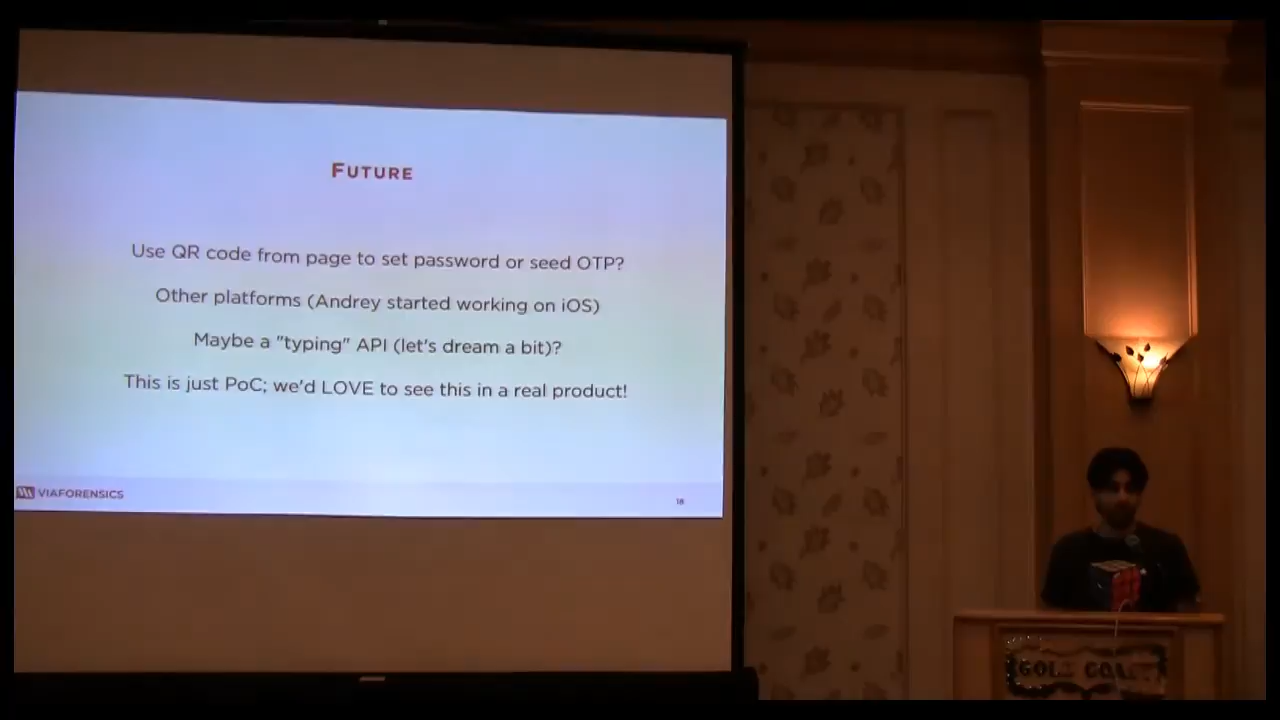 FUTURE
Use QR code from page to set password or seed OTP?
Other platforms (Andrey started working on iOS)
Maybe a "typing" API (let's dream a bit)?
This is just PoC; we'd LOVE to see this in a real product!
VIAFORENSICS
18
GOLD COAST